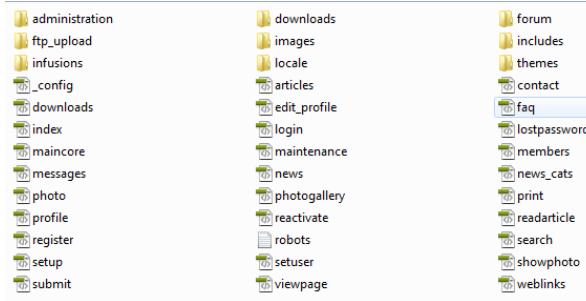 administration downloads forum
ftp_upload images includes
infusions locale themes
_config articles contact
downloads edit_profile faq
index login lostpassword
maincore maintenance members
messages news news_cats
photo photogallery print
profile reactivate readarticle
register robots search
setup setuser showphoto
submit viewpage weblinks